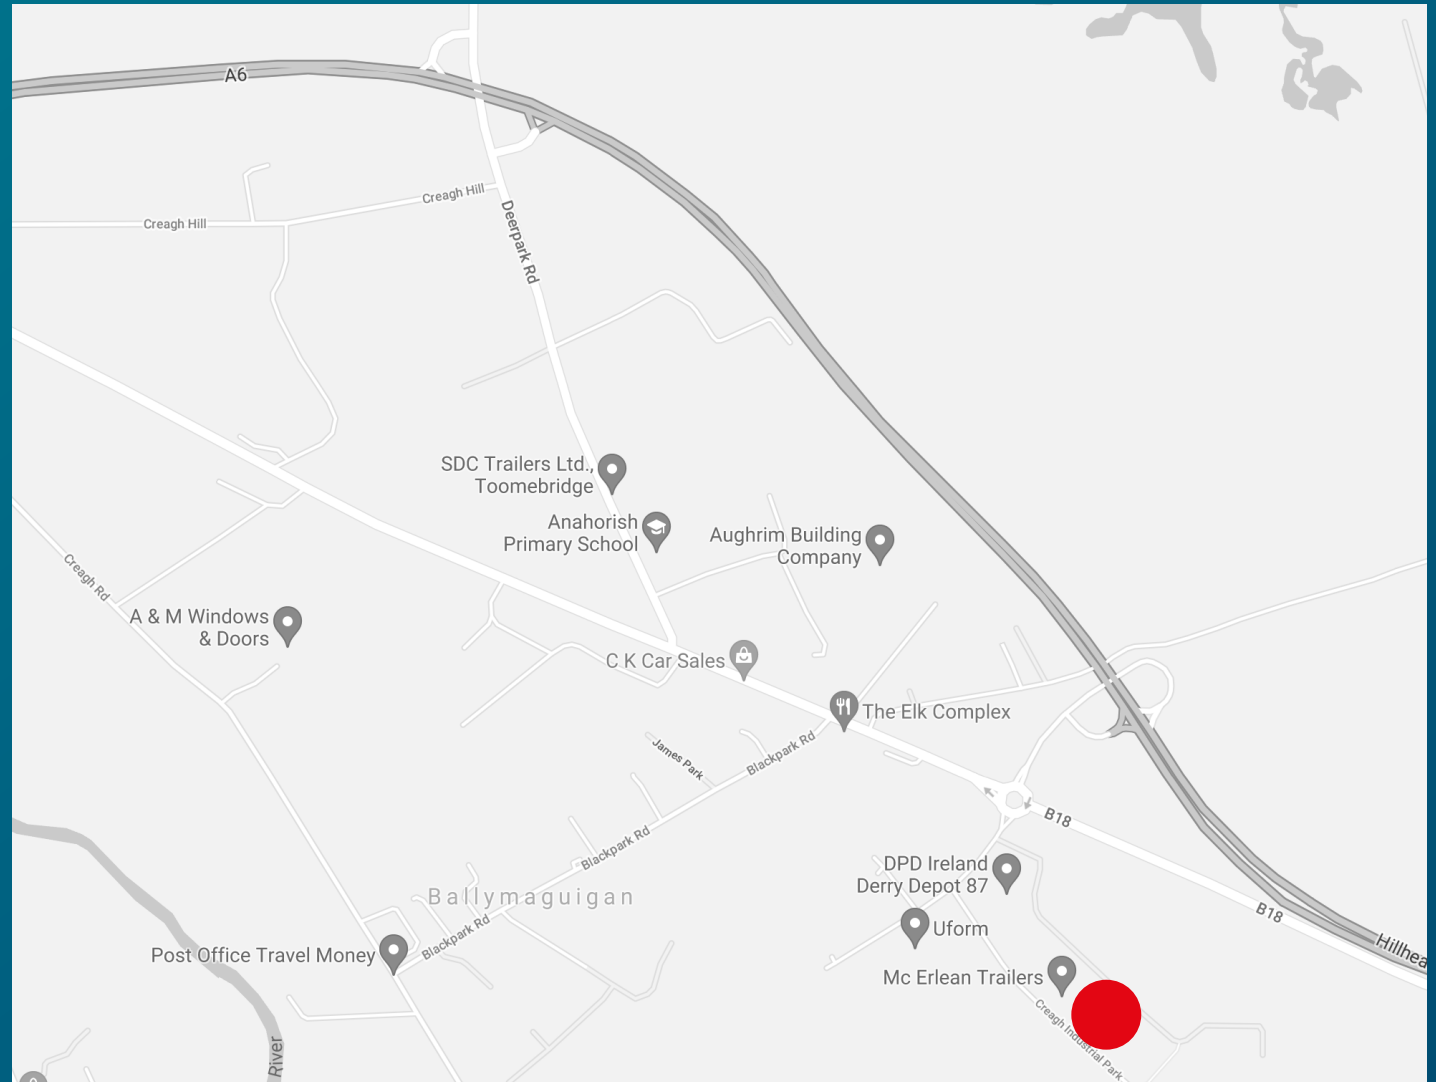 A6
Creagh Hill
Creagh Hill
Deerpark Rd
SDC Trailers Ltd.,
Toomebridge
Anahorish
Primary School
Aughrim Building
Company
Creagh Rd
A & M Windows
& Doors
C K Car Sales
The Elk Complex
James Park
Blackpark Rd
B18
Blackpark Rd
DPD Ireland
Derry Depot 87
Ballymaguigan
B18
Blackpark Rd
Uform
Hillhea
Post Office Travel Money
Mc Erlean Trailers
Creagh Industrial Park
River